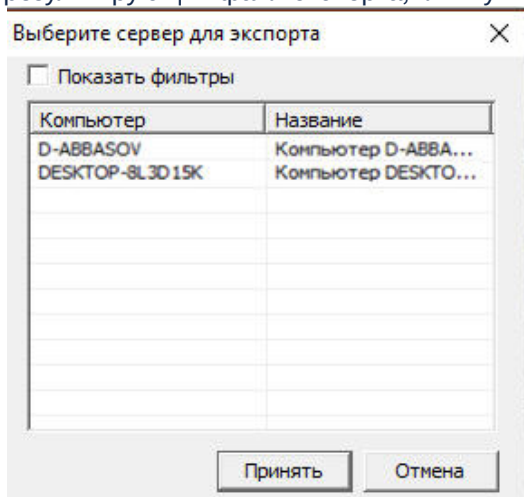 Выберите сервер для экспорта
Показать фильтры
Компьютер Название
D-ABBASOV Компьютер D-ABBA...
DESKTOP-8L3D15K Компьютер DESKTO...
Принять Отмена